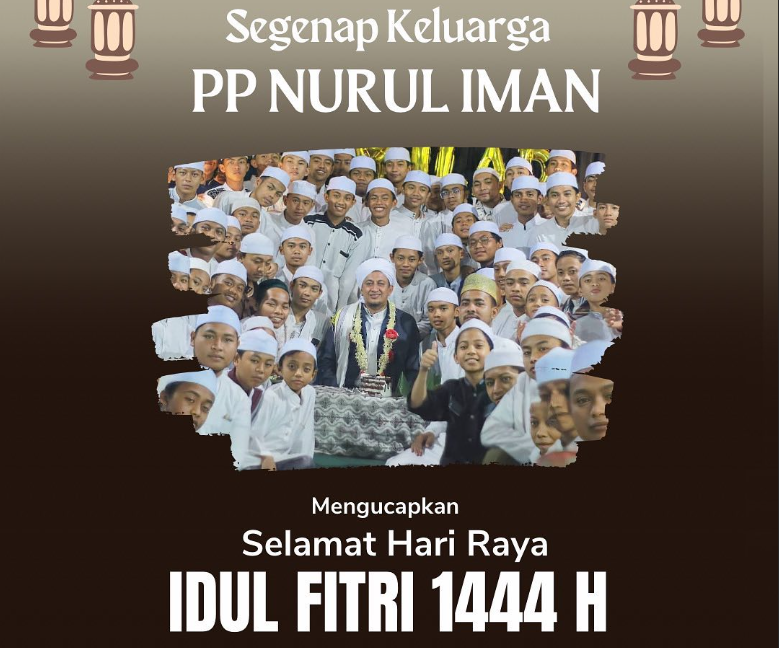 Segenap Keluarga
PP NURUL IMAN
Mengucapkan
Selamat Hari Raya
IDUL FITRI 1444 H